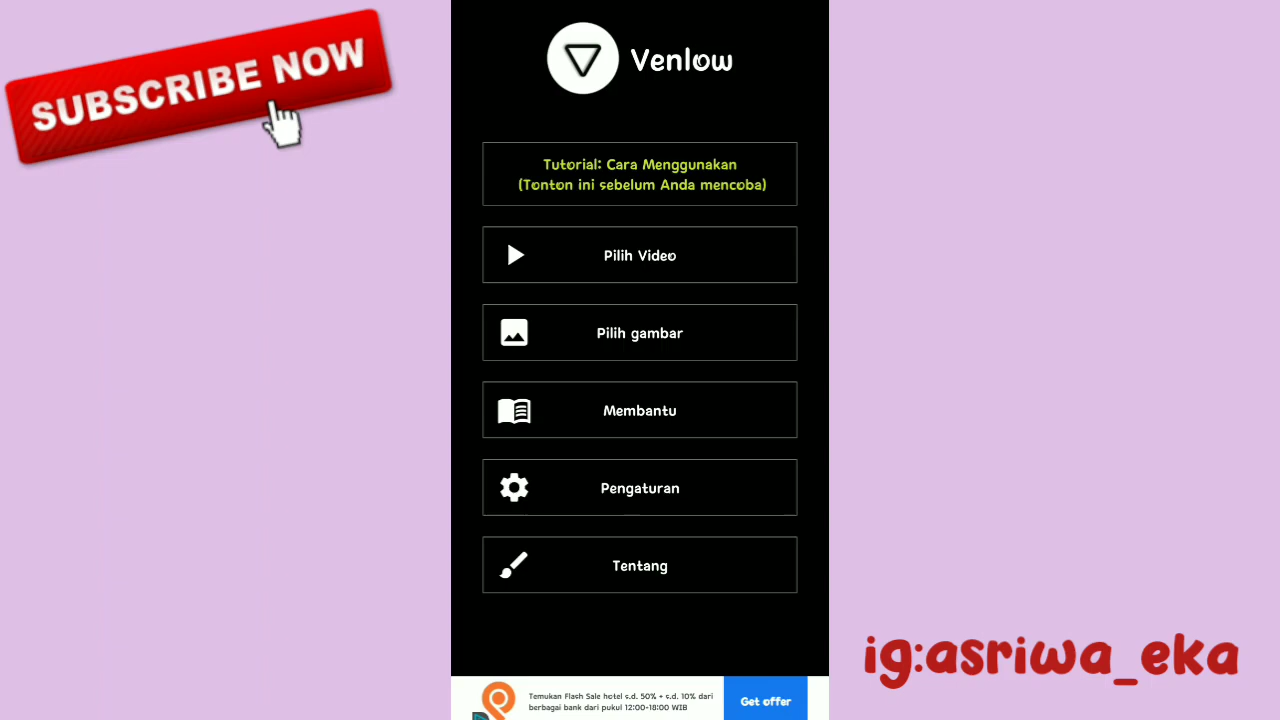 SUBSCRIBE NOW
Venlow
Tutorial: Cara Menggunakan
(Tonton ini sebelum Anda mencoba)
Pilih Video
Pilih gambar
Membantu
Pengaturan
Tentang
ig:asriwa_eka
Temukan Flash Sale hotel s.d. 50% + s.d. 10% dari
berbagai bank dari pukul 12:00-18:00 WIB
Get offer